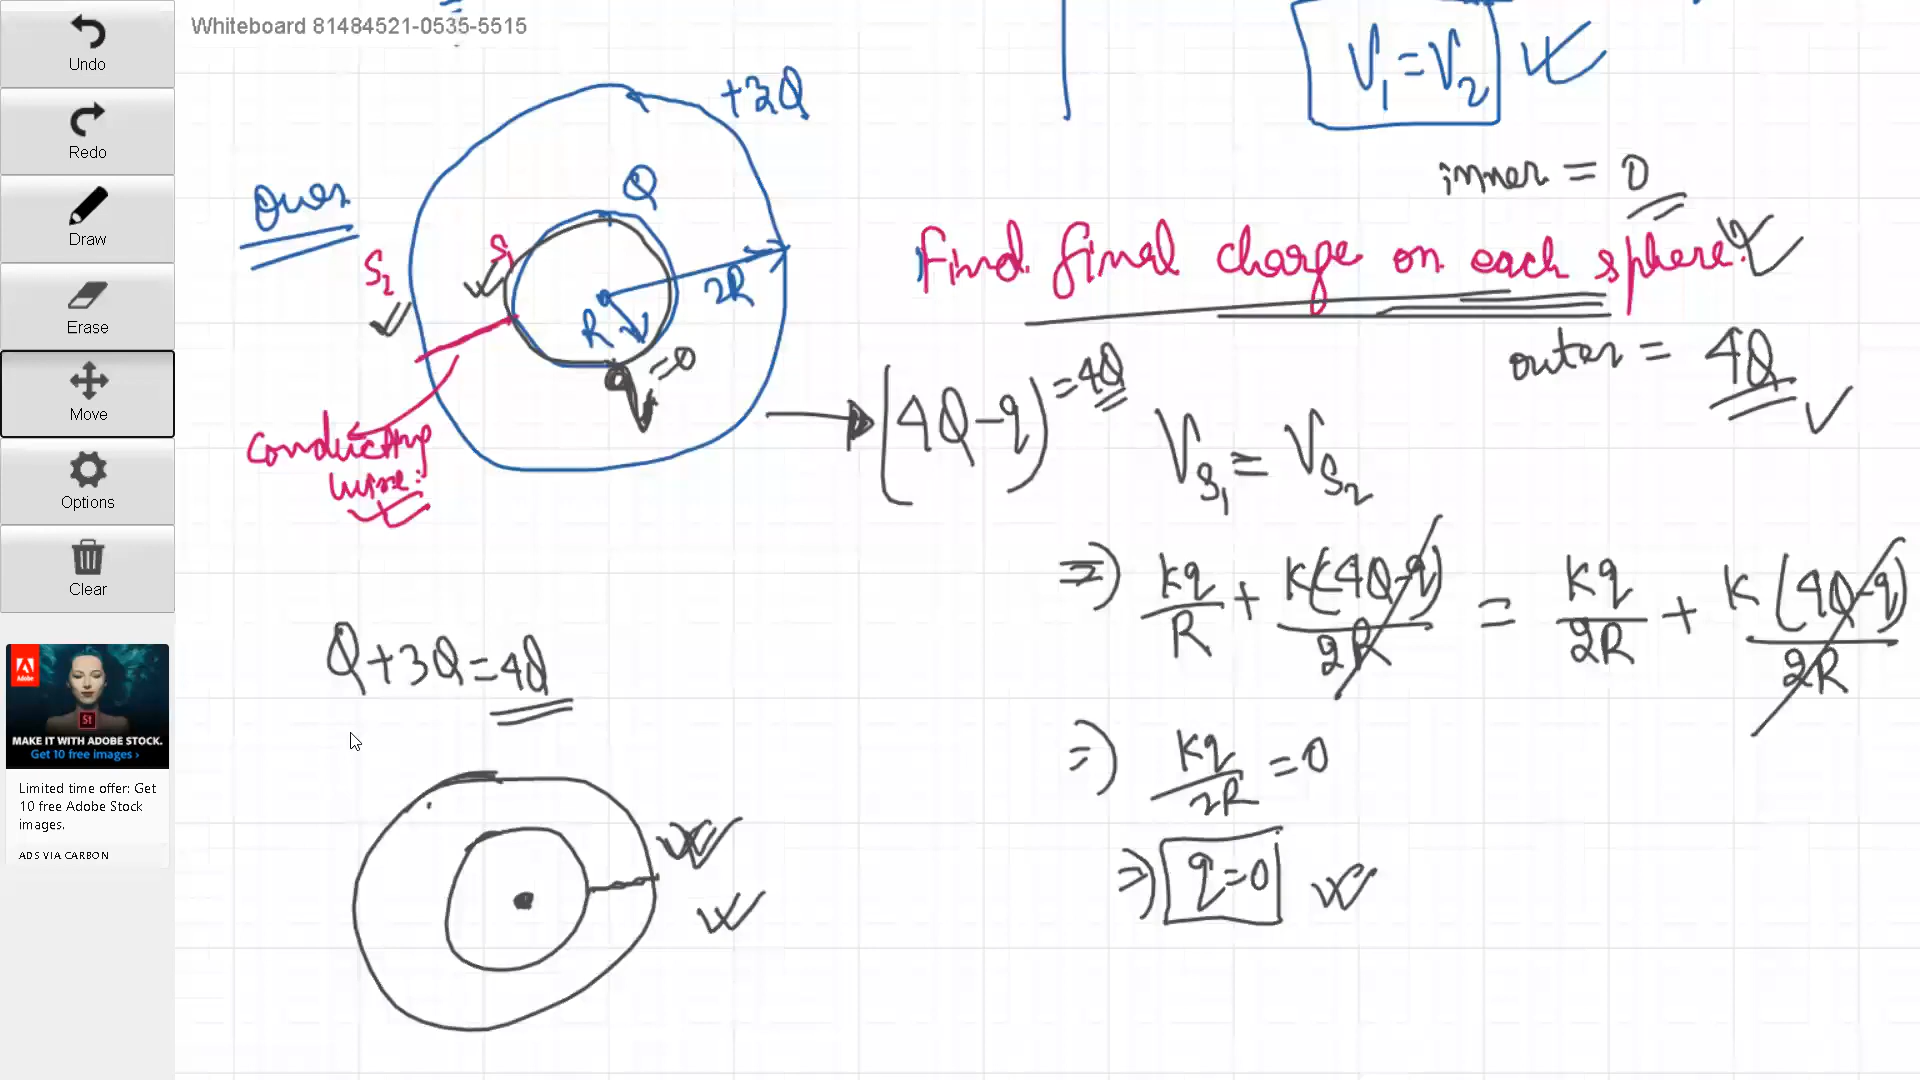 Undo
Redo
Draw
Erase
Move
Options
Clear
MAKE IT WITH ADOBE STOCK.
Get 10 free images ›
Limited time offer: Get
10 free Adobe Stock
images.
ADS VIA CARBON
Whiteboard 81484521-0535-5515
V₁ = V₂
+3Q
Q
Ques.
S₂
S₁
2R
R
q = 0
Conducting
wire.
inner = 0
Find final charge on each sphere?
outer = 4Q
(4Q-q) = 4Q
V_S₁ = V_S₂
⇒ Kq/R + K(4Q-q)/2R = Kq/2R + K(4Q-q)/2R
Q+3Q=4Q
⇒ Kq/2R = 0
⇒ q=0